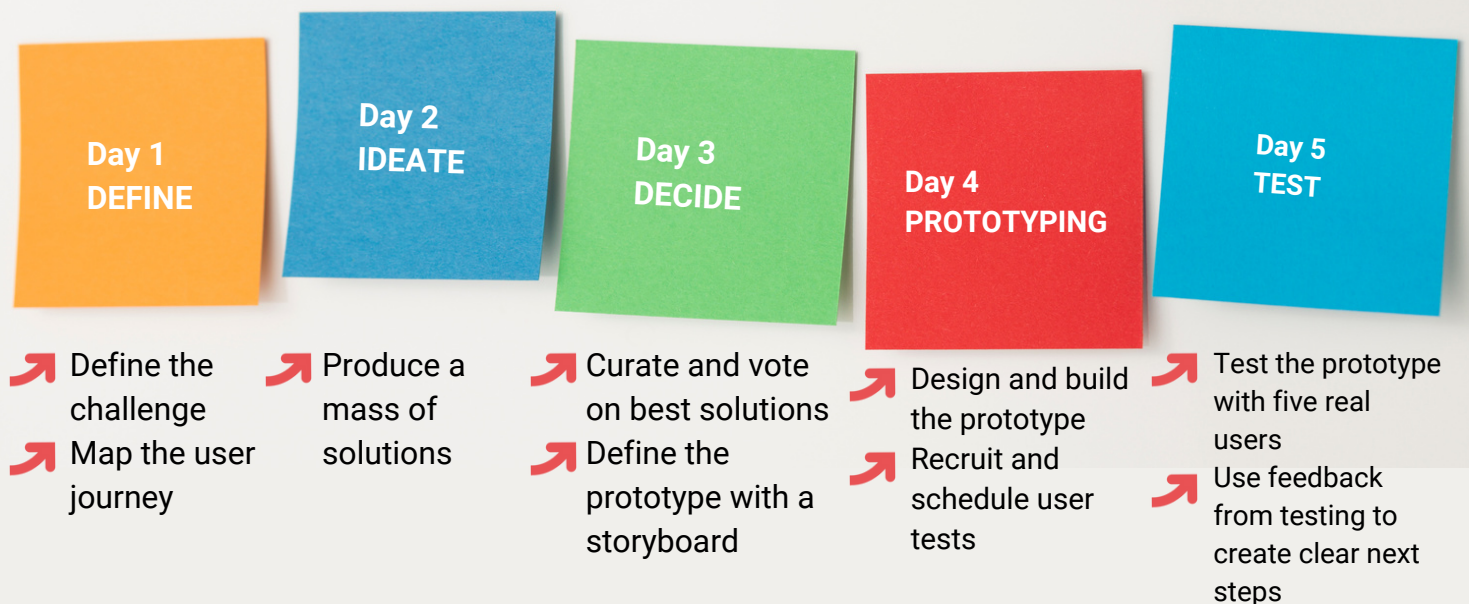 Day 1
DEFINE
Define the
challenge
Map the user
journey
Day 2
IDEATE
Produce a
mass of
solutions
Day 3
DECIDE
Curate and vote
on best solutions
Define the
prototype with a
storyboard
Day 4
PROTOTYPING
Design and build
the prototype
Recruit and
schedule user
tests
Day 5
TEST
Test the prototype
with five real
users
Use feedback
from testing to
create clear next
steps